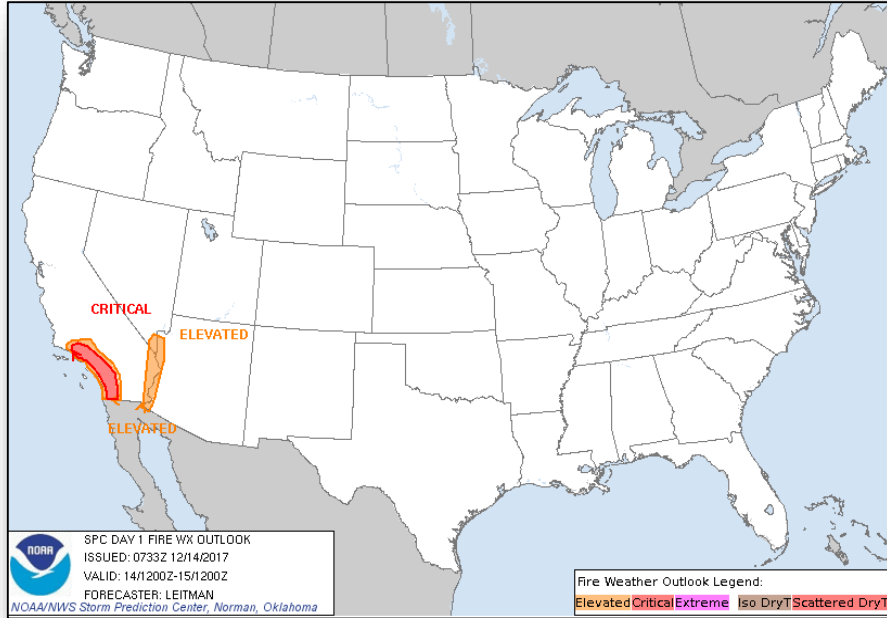 CRITICAL
ELEVATED
ELEVATED
SPC DAY 1 FIRE WX OUTLOOK
ISSUED: 0733Z 12/14/2017
VALID: 14/1200Z-15/1200Z
FORECASTER: LEITMAN
NOAA/NWS Storm Prediction Center, Norman, Oklahoma
NOAA
Fire Weather Outlook Legend:
Elevated Critical Extreme Iso DryT Scattered DryT